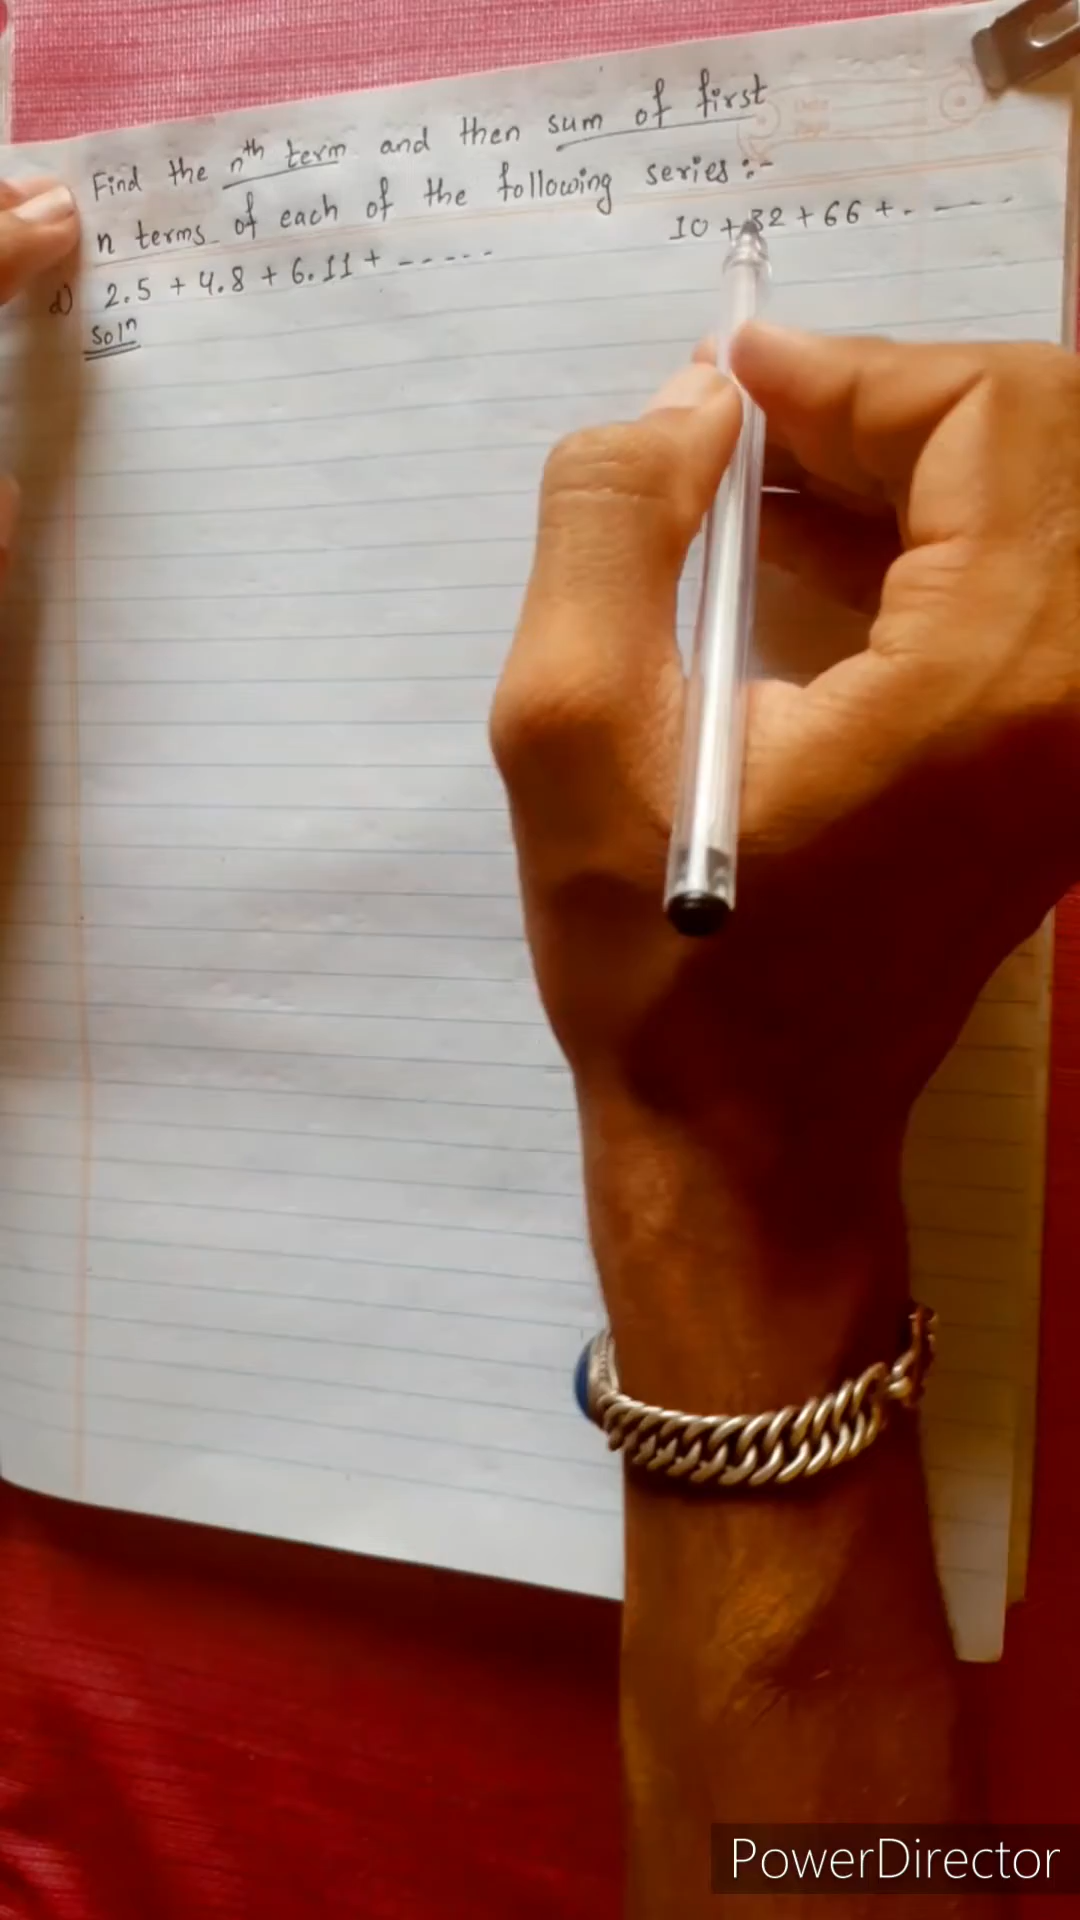 Find the nth term and then sum of first
n terms of each of the following series :-
d) 2.5 + 4.8 + 6.11 + ----- 10 + 32 + 66 + - - - -
Soln
PowerDirector